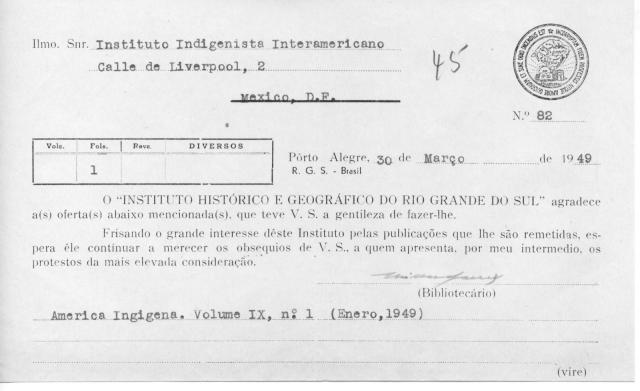 Ilmo. Snr. Instituto Indigenista Interamericano
Calle de Liverpool, 2
Mexico, D.F.
45
N.º 82
Vols. Fols. Revs. DIVERSOS
1
Pôrto Alegre, 30 de Março de 1949
R. G. S. - Brasil
O "INSTITUTO HISTÓRICO E GEOGRÁFICO DO RIO GRANDE DO SUL" agradece
a(s) oferta(s) abaixo mencionada(s), que teve V. S. a gentileza de fazer-lhe.
Frisando o grande interesse dêste Instituto pelas publicações que lhe são remetidas, es-
pera êle continuar a merecer os obsequios de V. S., a quem apresenta, por meu intermedio, os
protestos da mais elevada consideração.
(Bibliotecário)
America Ingigena. Volume IX, nº 1 (Enero,1949)
(vire)